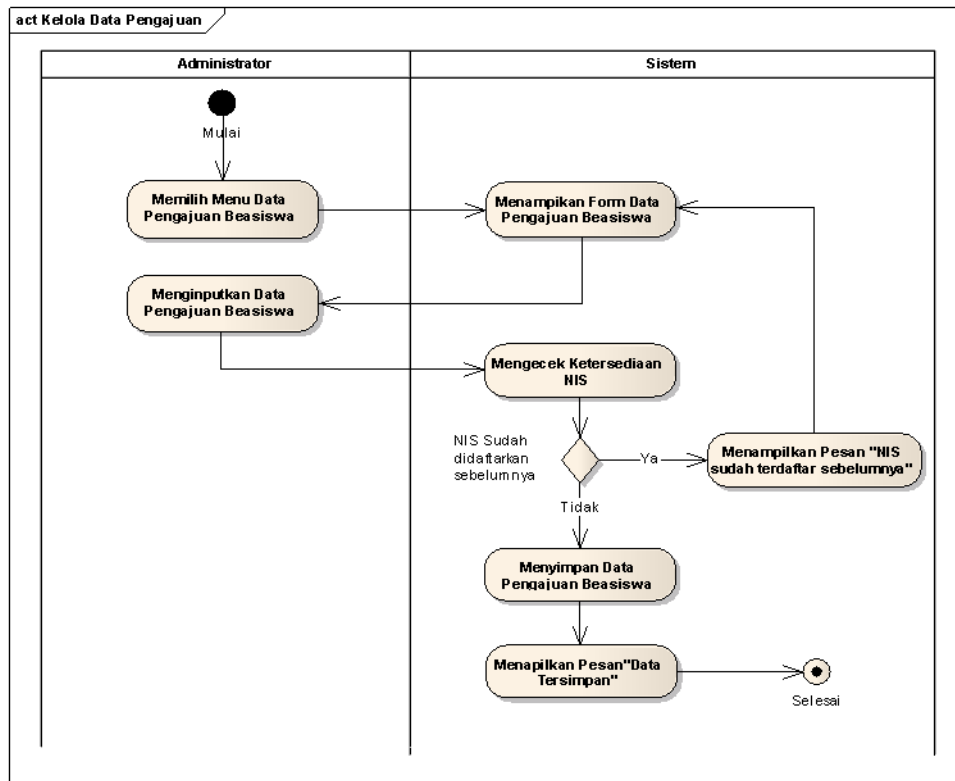 act Kelola Data Pengajuan
Administrator
Sistem
Mulai
Memilih Menu Data
Pengajuan Beasiswa
Menampikan Form Data
Pengajuan Beasiswa
Menginputkan Data
Pengajuan Beasiswa
Mengecek Ketersediaan
NIS
NIS Sudah
didaftarkan
sebelumnya
Ya
Menampilkan Pesan "NIS
sudah terdaftar sebelumnya"
Tidak
Menyimpan Data
Pengajuan Beasiswa
Menapilkan Pesan"Data
Tersimpan"
Selesai